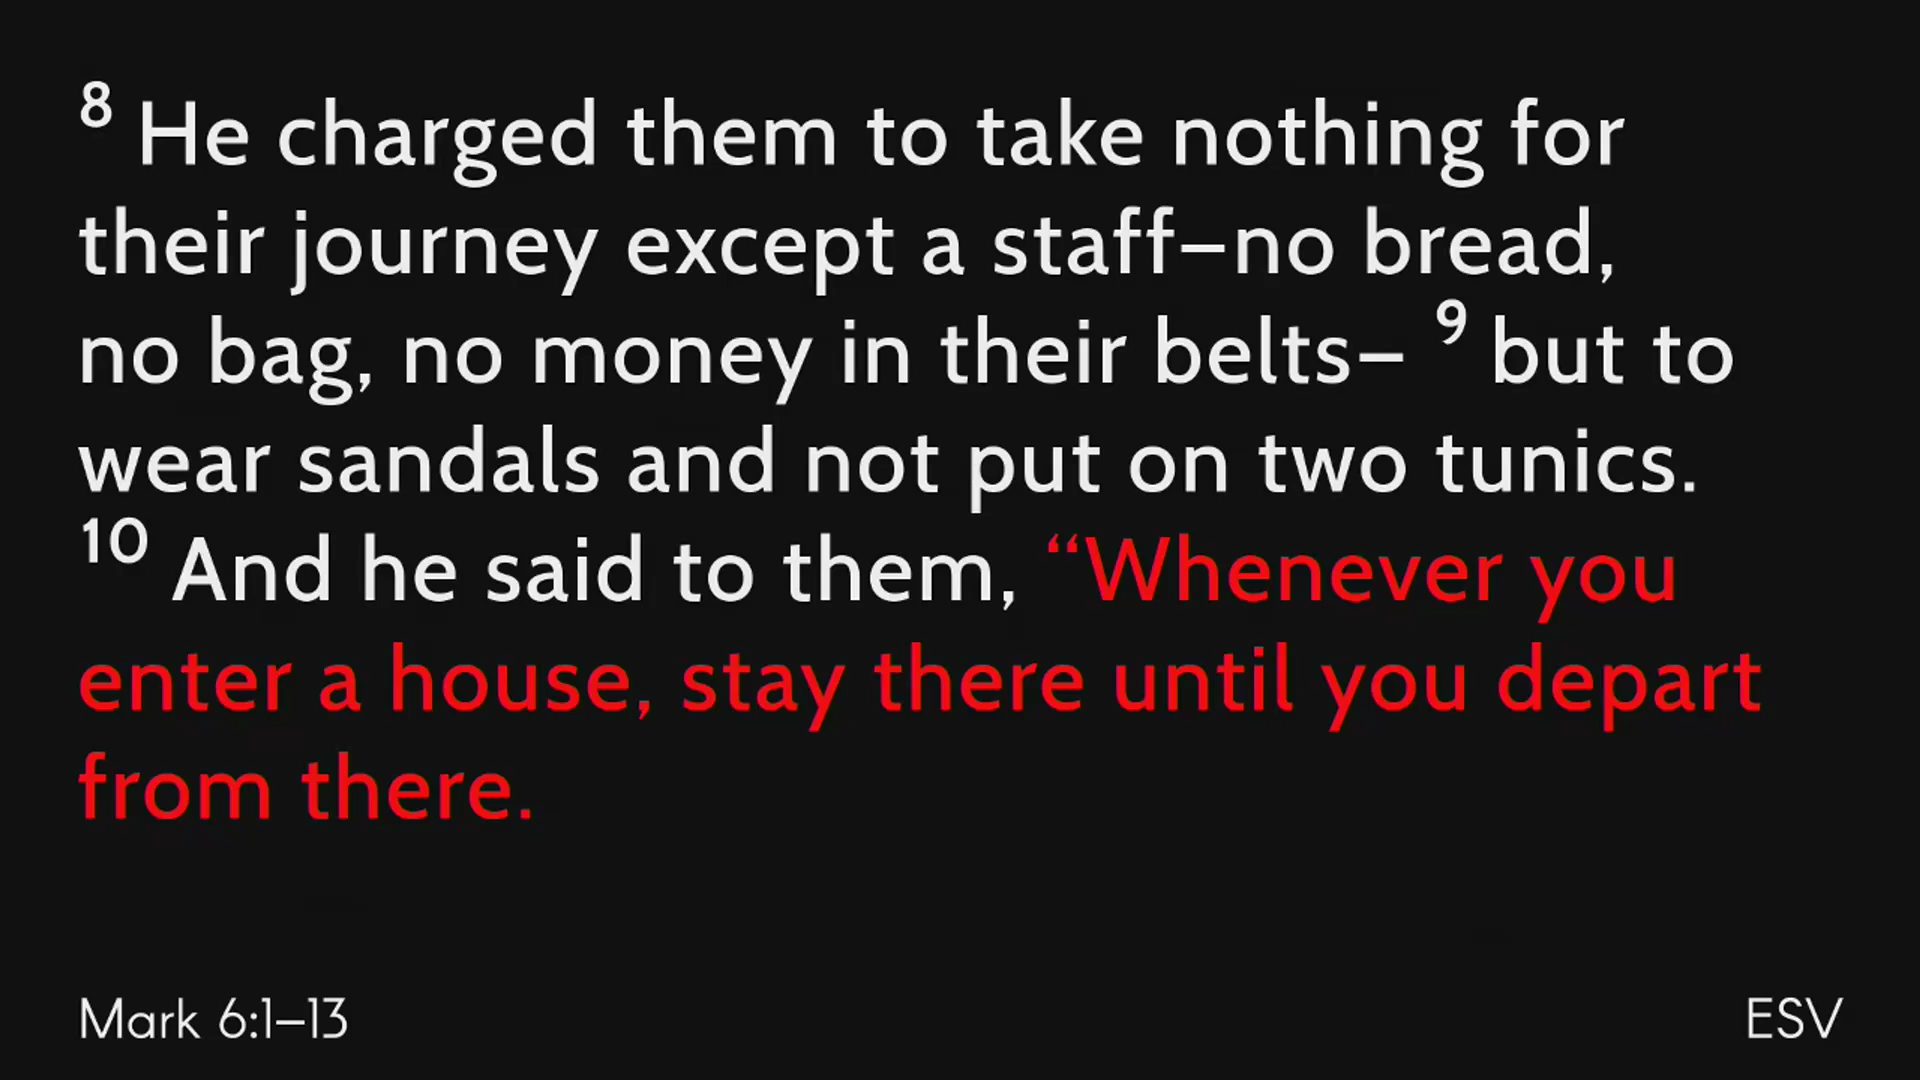 8 He charged them to take nothing for
their journey except a staff—no bread,
no bag, no money in their belts— 9 but to
wear sandals and not put on two tunics.
10 And he said to them, “Whenever you
enter a house, stay there until you depart
from there.
Mark 6:1–13
ESV